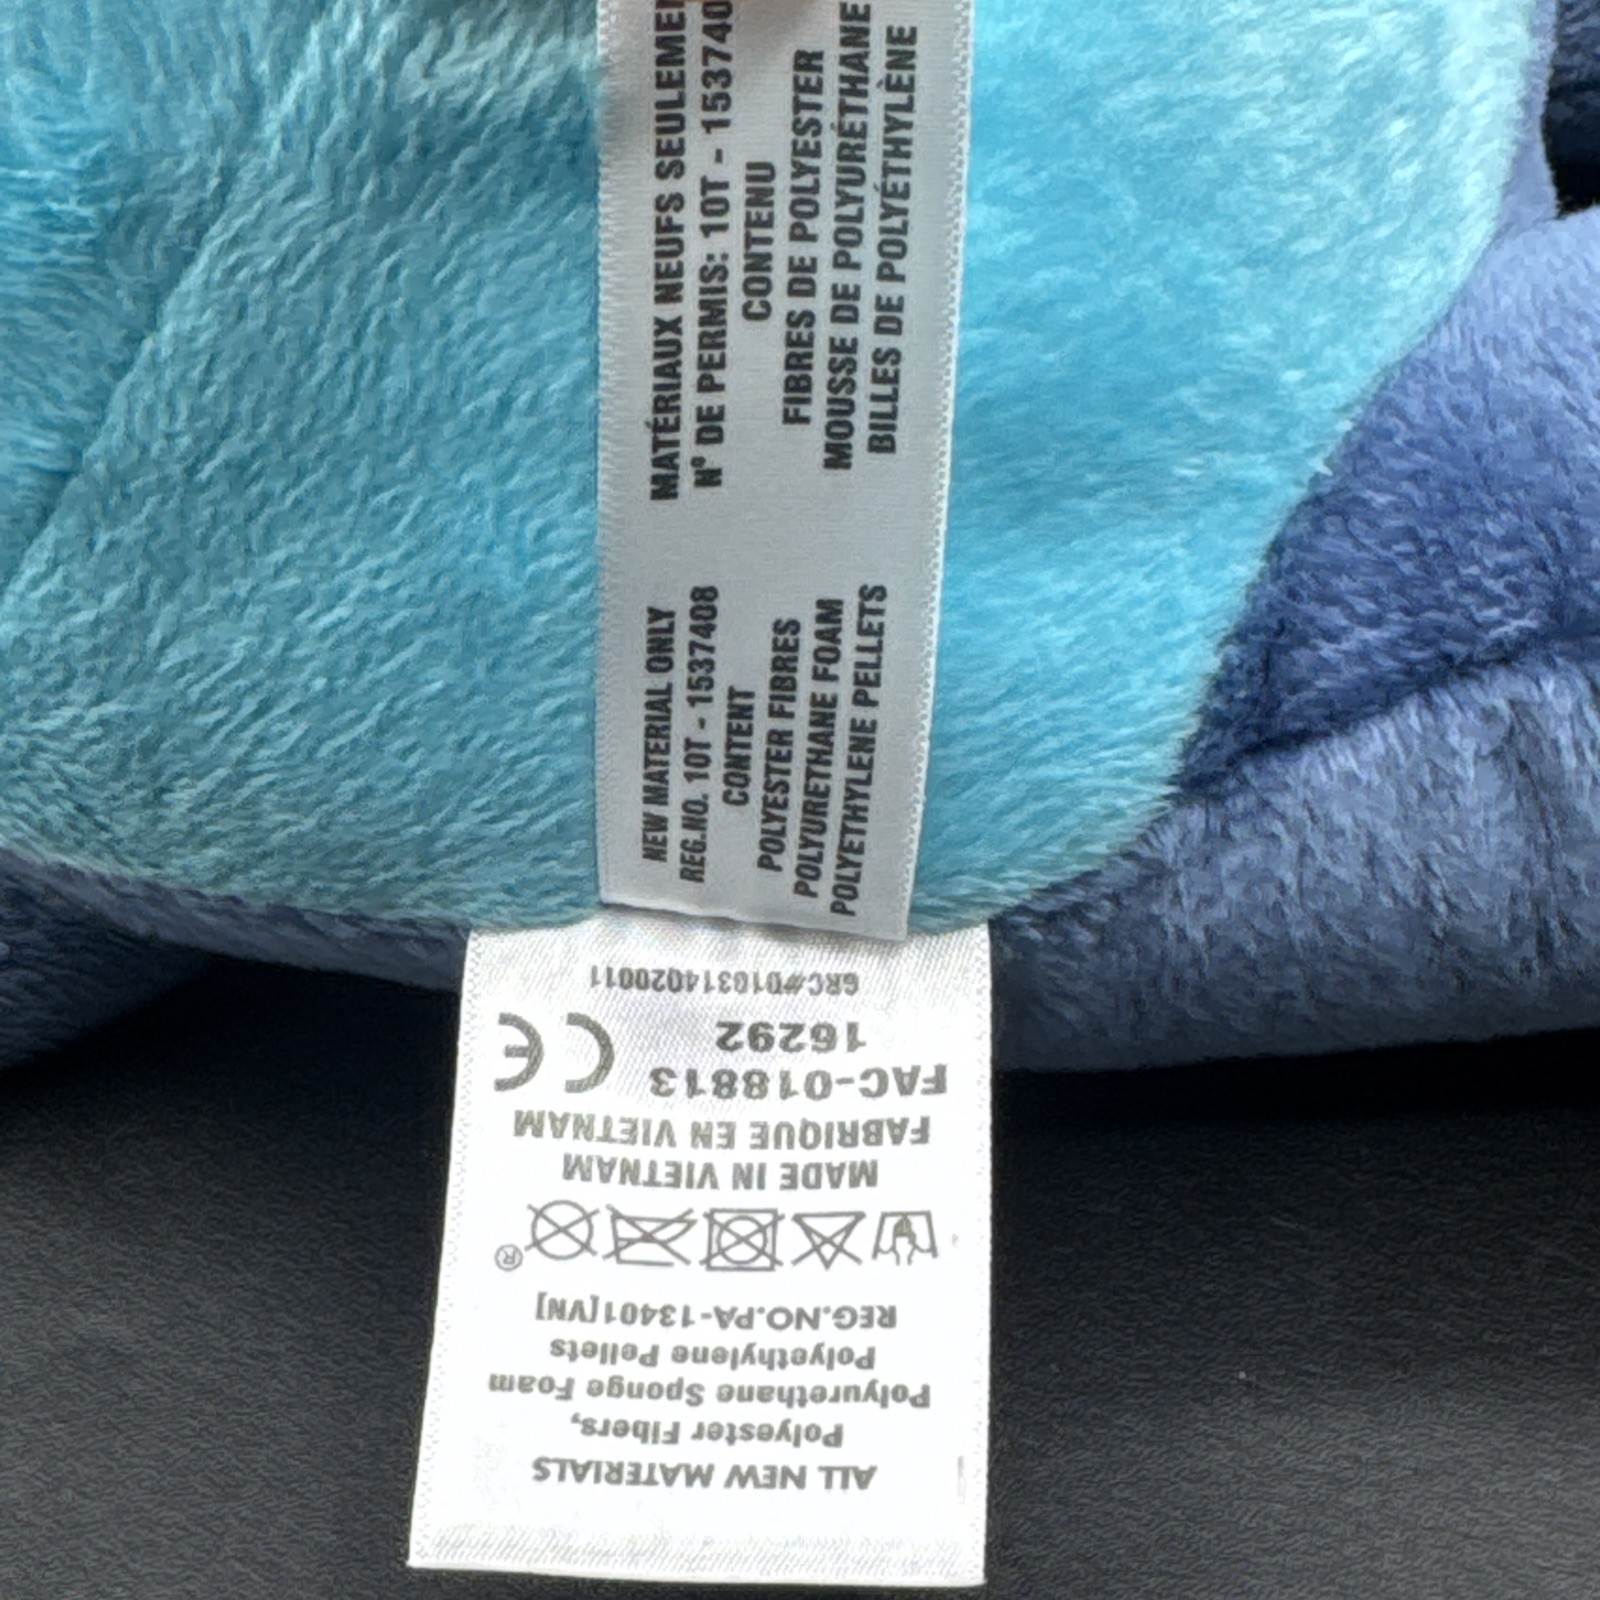 MATÉRIAUX NEUFS SEULEMEN
N° DE PERMIS: 10T - 153740
CONTENU
FIBRES DE POLYESTER
MOUSSE DE POLYURÉTHANE
BILLES DE POLYÉTHYLÈNE
NEW MATERIAL ONLY
REG.NO. 10T - 1537408
CONTENT
POLYESTER FIBRES
POLYURETHANE FOAM
POLYETHYLENE PELLETS
ALL NEW MATERIALS
Polyester Fibers,
Polyurethane Sponge Foam
Polyethylene Pellets
REG.NO.PA-13401[VN]
®
MADE IN VIETNAM
FABRIQUE EN VIETNAM
FAC-018813
16292
CE
GRC#010314020011